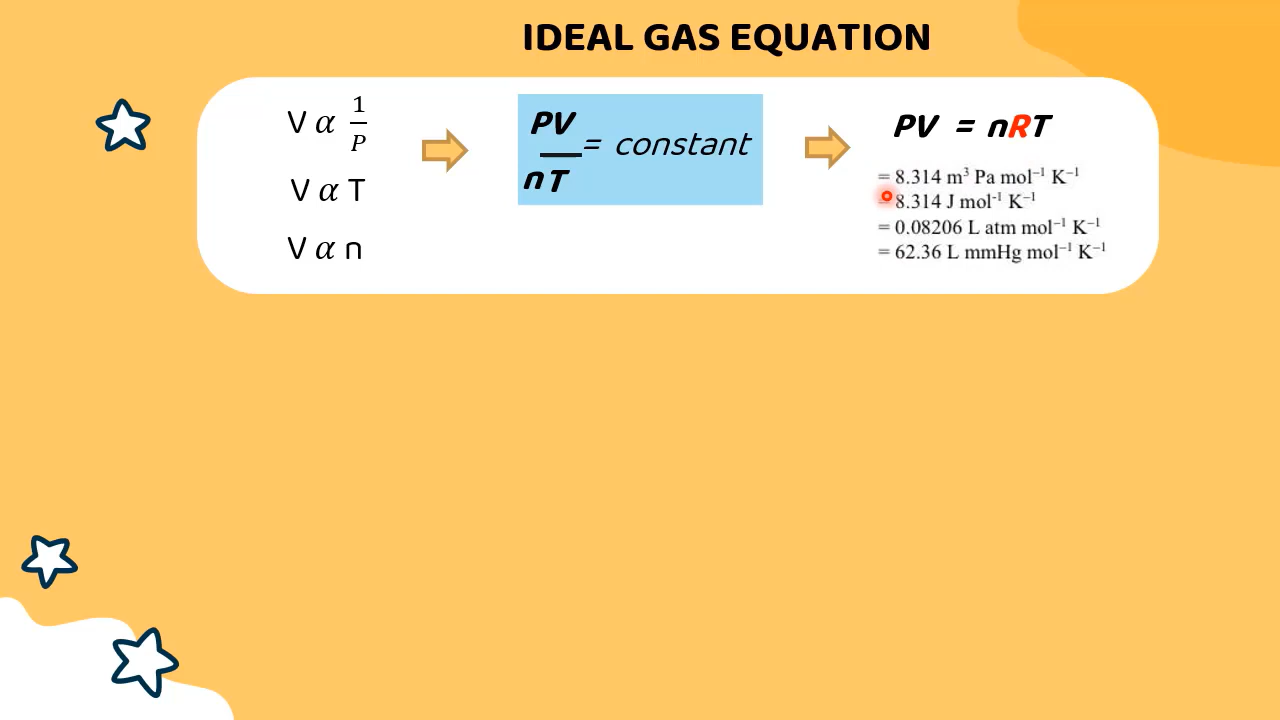 IDEAL GAS EQUATION
V α 1/P
V α T
V α n
PV/nT = constant
PV = nRT
= 8.314 m³ Pa mol⁻¹ K⁻¹
= 8.314 J mol⁻¹ K⁻¹
= 0.08206 L atm mol⁻¹ K⁻¹
= 62.36 L mmHg mol⁻¹ K⁻¹